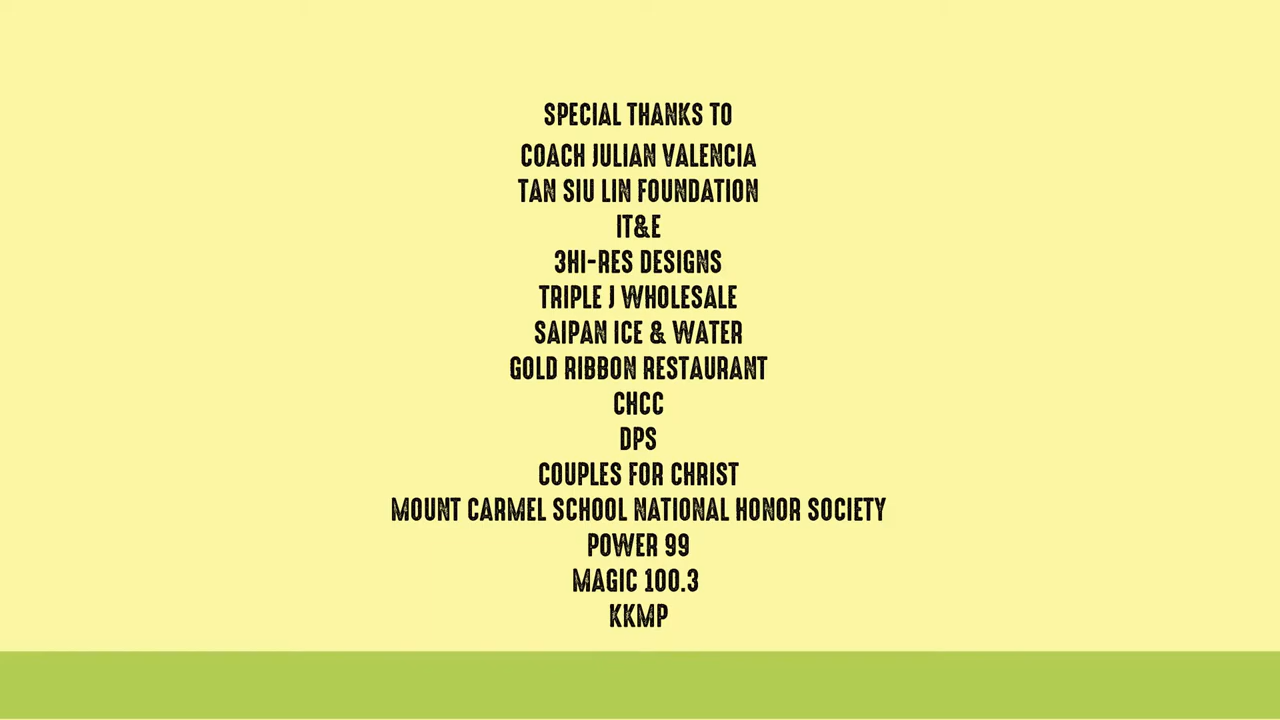 SPECIAL THANKS TO
COACH JULIAN VALENCIA
TAN SIU LIN FOUNDATION
IT&E
3HI-RES DESIGNS
TRIPLE J WHOLESALE
SAIPAN ICE & WATER
GOLD RIBBON RESTAURANT
CHCC
DPS
COUPLES FOR CHRIST
MOUNT CARMEL SCHOOL NATIONAL HONOR SOCIETY
POWER 99
MAGIC 100.3
KKMP